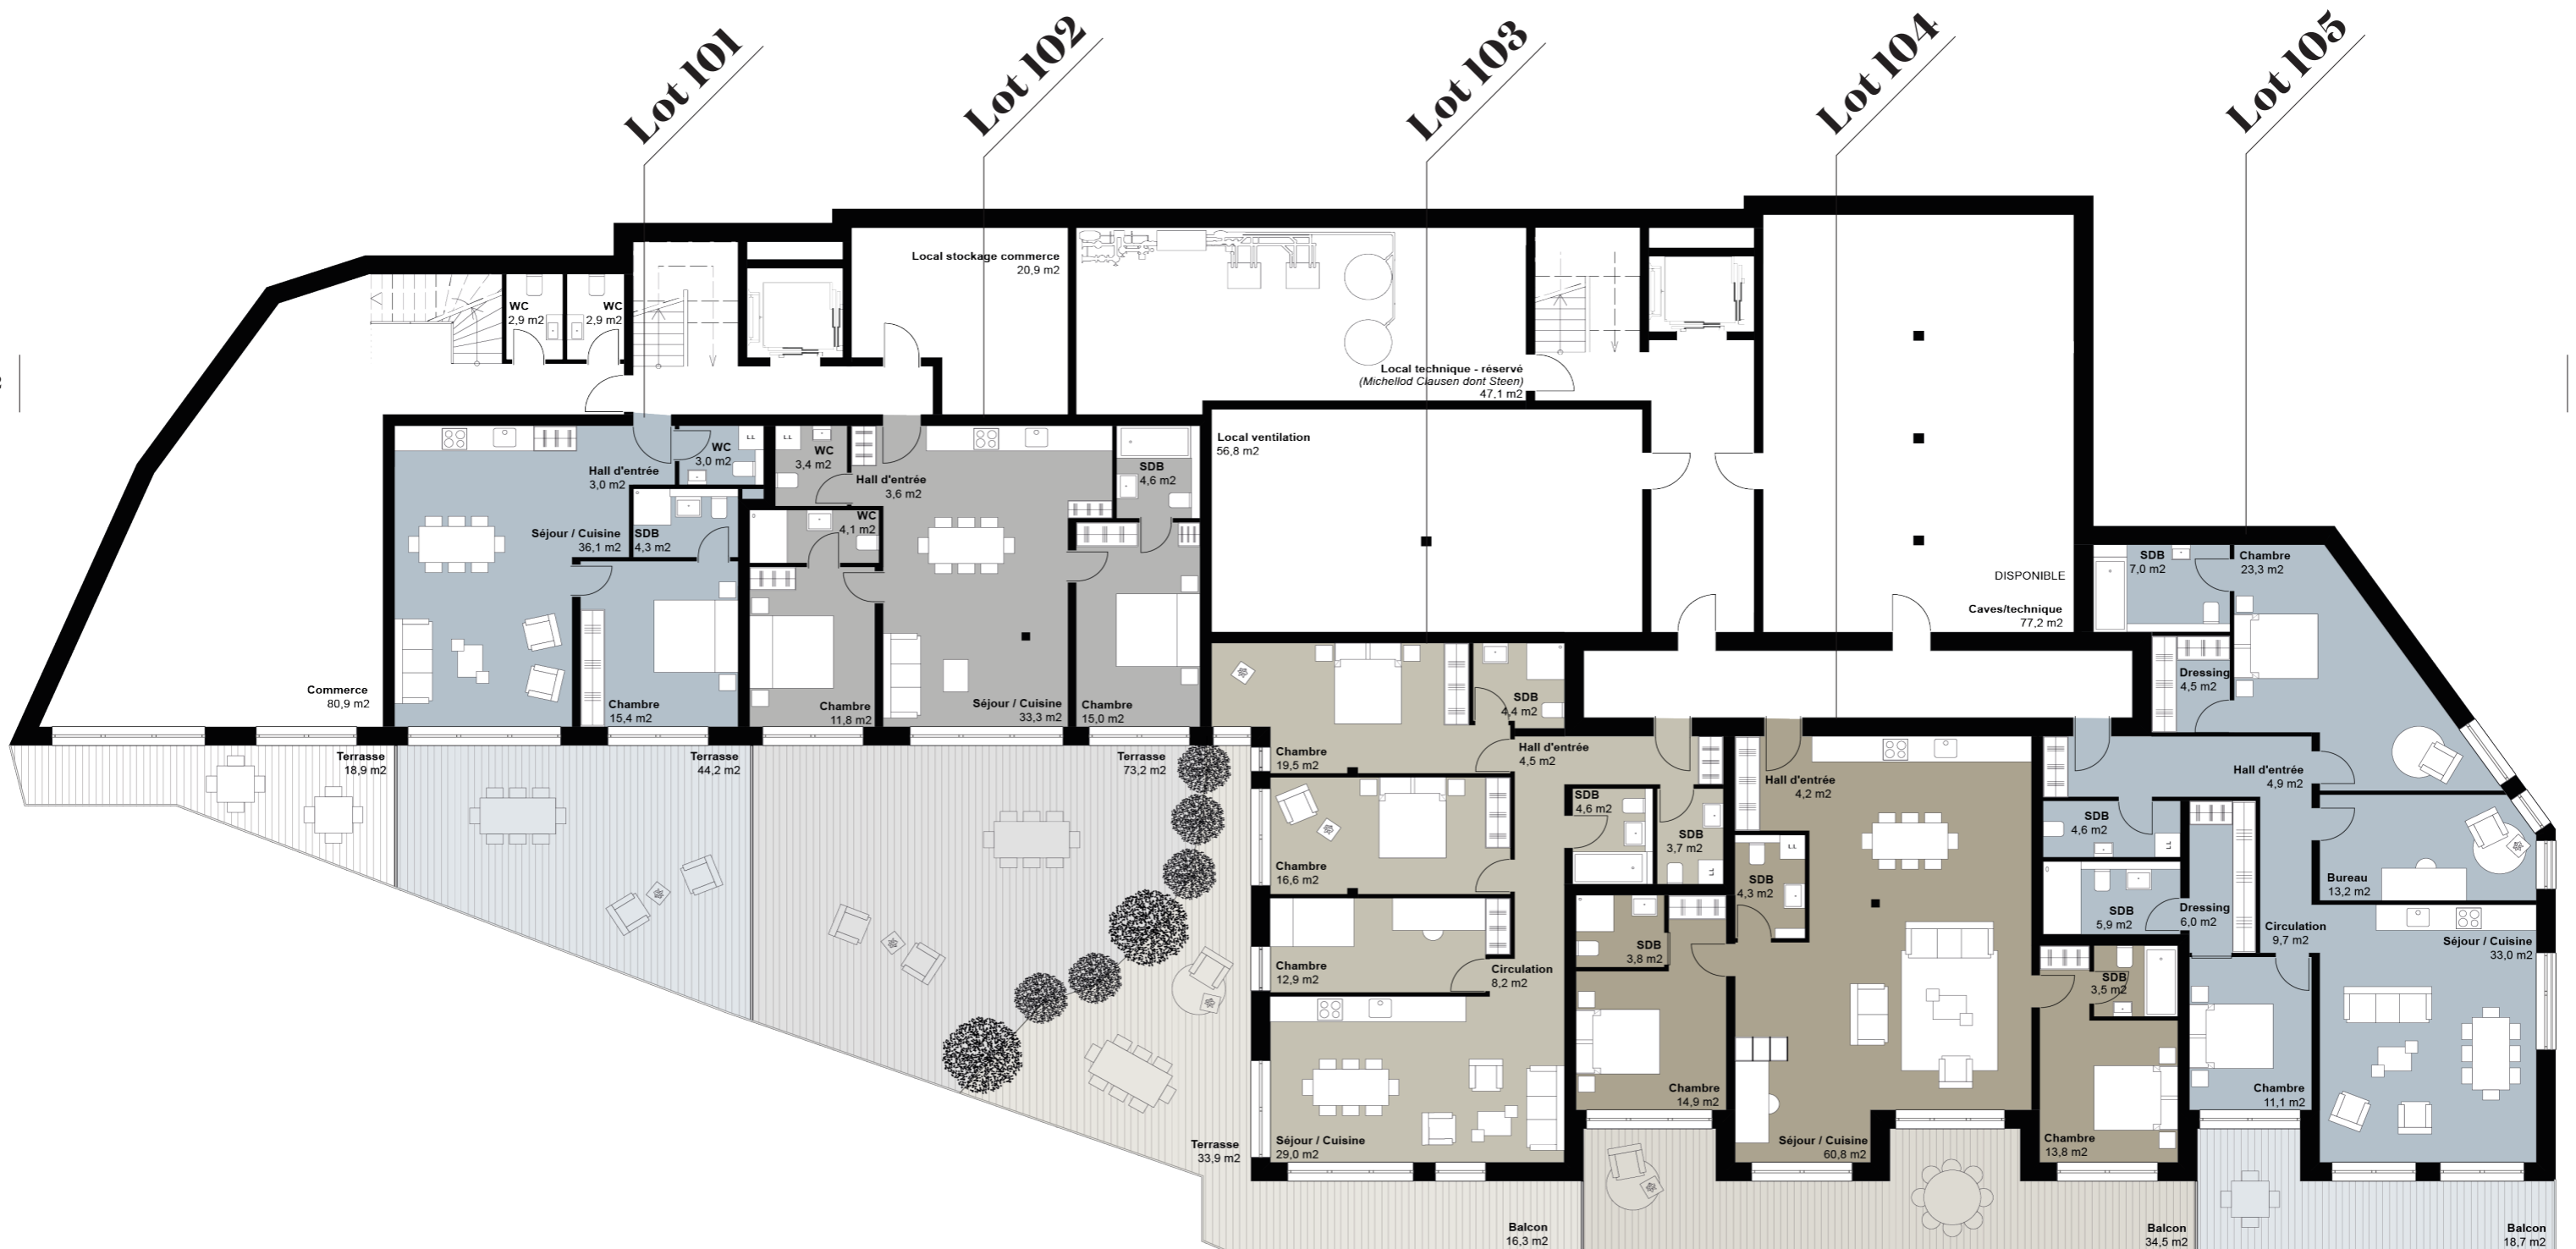 Lot 101
Lot 102
Lot 103
Lot 104
Lot 105
Local stockage commerce
20,9 m2
WC
2,9 m2
WC
2,9 m2
Local technique - réservé
(Michellod Clausen dont Steen)
47,1 m2
Local ventilation
56,8 m2
DISPONIBLE
Caves/technique
77,2 m2
Commerce
80,9 m2
Terrasse
18,9 m2
Hall d'entrée
3,0 m2
WC
3,0 m2
LL
Séjour / Cuisine
36,1 m2
SDB
4,3 m2
Chambre
15,4 m2
Terrasse
44,2 m2
LL
WC
3,4 m2
Hall d'entrée
3,6 m2
WC
4,1 m2
SDB
4,6 m2
Chambre
11,8 m2
Séjour / Cuisine
33,3 m2
Chambre
15,0 m2
Terrasse
73,2 m2
SDB
4,4 m2
Chambre
19,5 m2
Hall d'entrée
4,5 m2
SDB
4,6 m2
SDB
3,7 m2
LL
Chambre
16,6 m2
Chambre
12,9 m2
Circulation
8,2 m2
Séjour / Cuisine
29,0 m2
Terrasse
33,9 m2
Balcon
16,3 m2
Hall d'entrée
4,2 m2
LL
SDB
4,3 m2
SDB
3,8 m2
Chambre
14,9 m2
Séjour / Cuisine
60,8 m2
SDB
3,5 m2
Chambre
13,8 m2
Balcon
34,5 m2
SDB
7,0 m2
Chambre
23,3 m2
Dressing
4,5 m2
Hall d'entrée
4,9 m2
SDB
4,6 m2
LL
SDB
5,9 m2
Dressing
6,0 m2
Bureau
13,2 m2
Circulation
9,7 m2
Séjour / Cuisine
33,0 m2
Chambre
11,1 m2
Balcon
18,7 m2